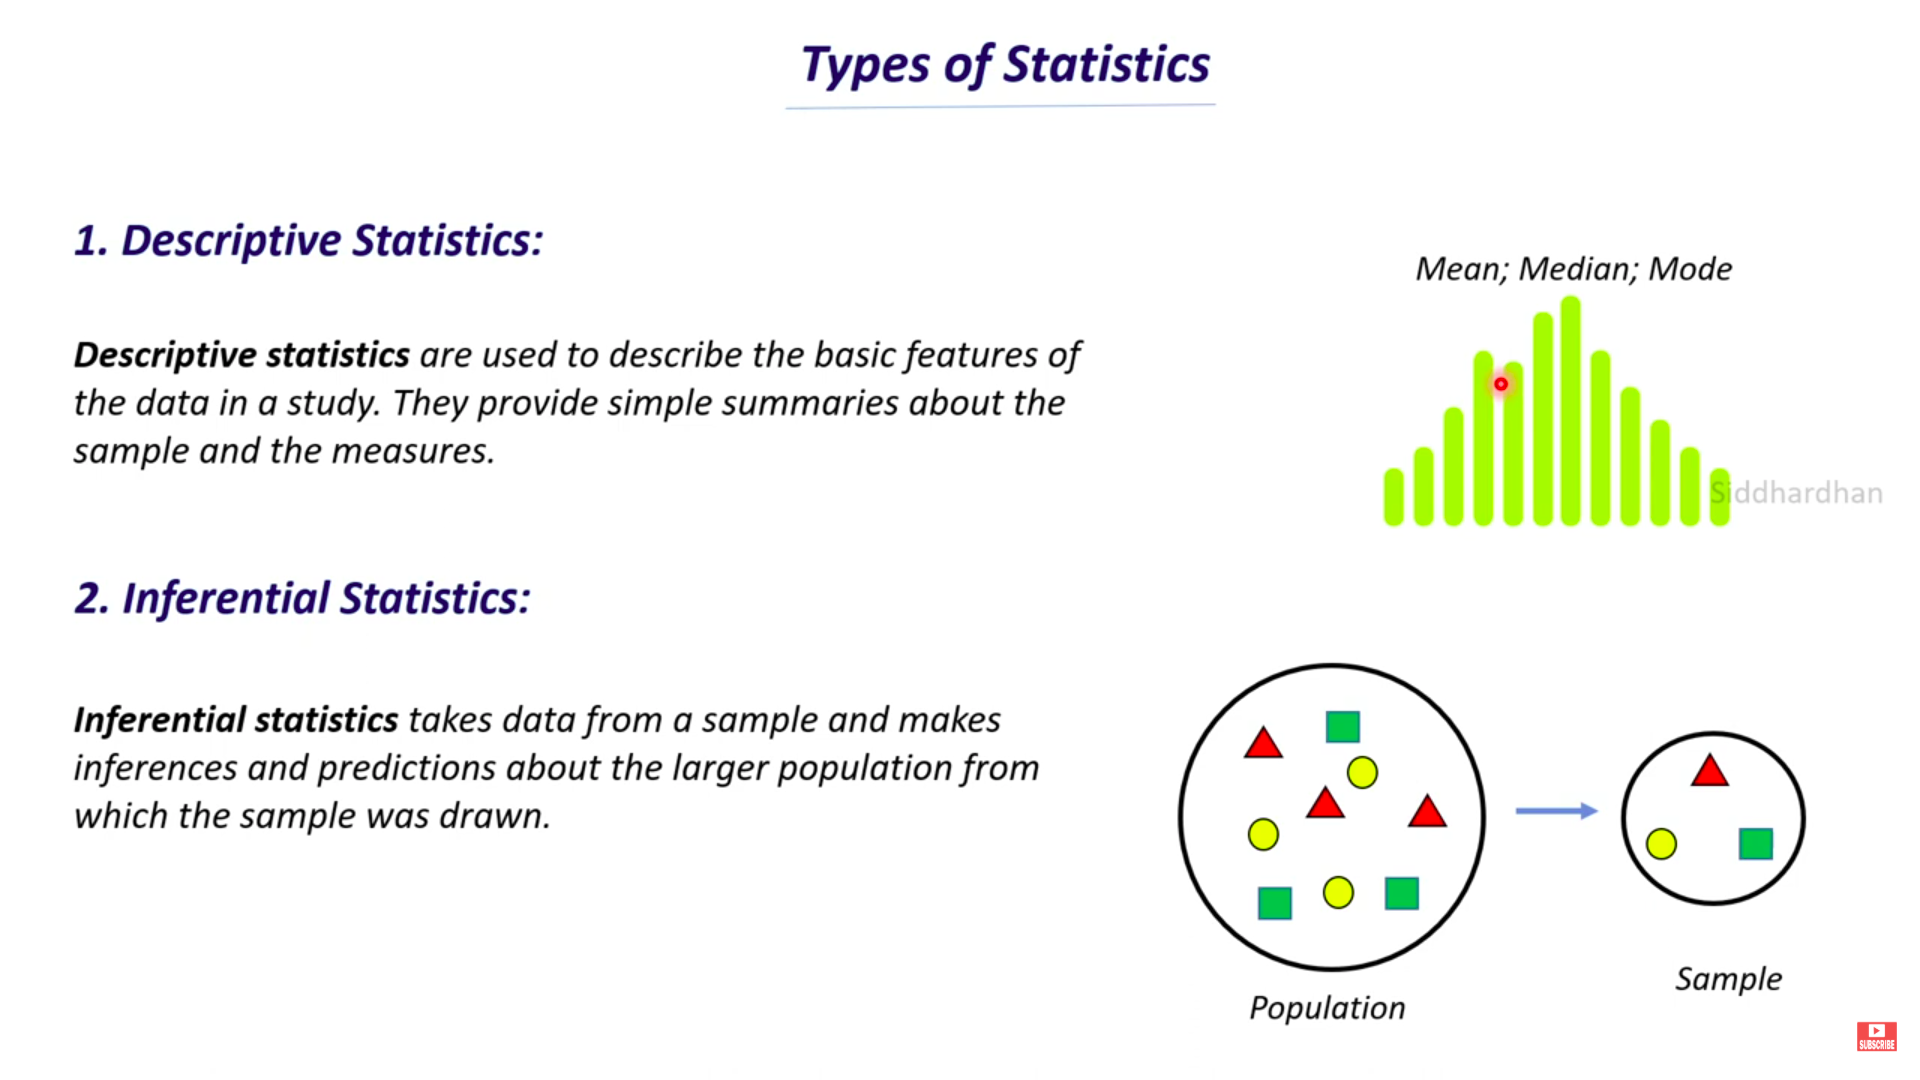 Types of Statistics
1. Descriptive Statistics:
Mean; Median; Mode
Descriptive statistics are used to describe the basic features of
the data in a study. They provide simple summaries about the
sample and the measures.
Siddhardhan
2. Inferential Statistics:
Inferential statistics takes data from a sample and makes
inferences and predictions about the larger population from
which the sample was drawn.
Population
Sample
SUBSCRIBE